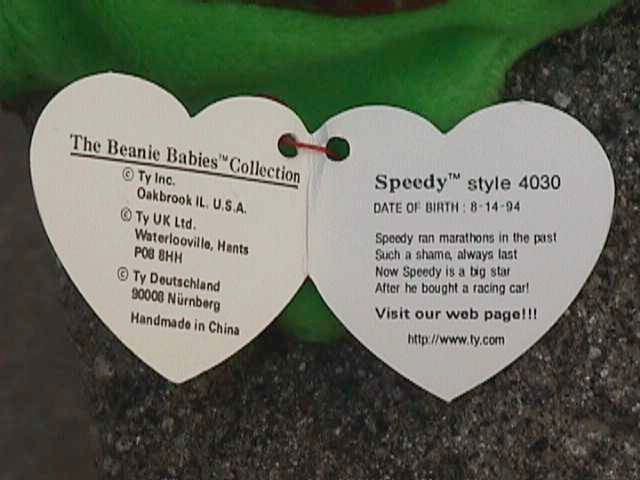 The Beanie Babies™ Collection
© Ty Inc.
Oakbrook IL. U.S.A.
© Ty UK Ltd.
Waterlooville, Hants
P08 8HH
© Ty Deutschland
90008 Nürnberg
Handmade in China
Speedy™ style 4030
DATE OF BIRTH : 8-14-94
Speedy ran marathons in the past
Such a shame, always last
Now Speedy is a big star
After he bought a racing car!
Visit our web page!!!
http://www.ty.com